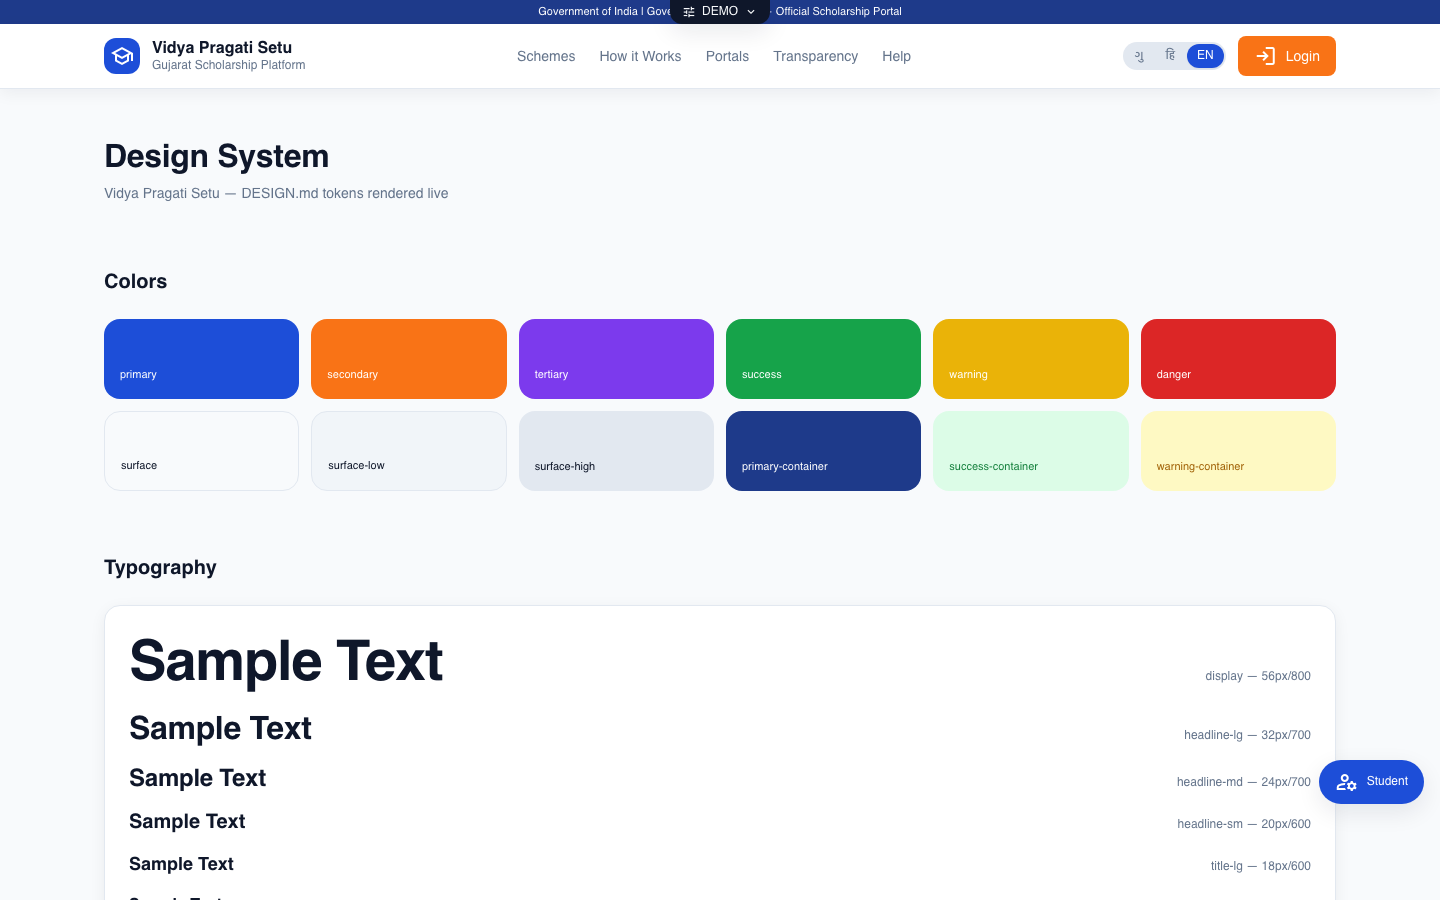 Government of India | Gove
DEMO
Official Scholarship Portal
Vidya Pragati Setu
Gujarat Scholarship Platform
Schemes
How it Works
Portals
Transparency
Help
ગુ
हि
EN
Login
Design System
Vidya Pragati Setu — DESIGN.md tokens rendered live
Colors
primary
secondary
tertiary
success
warning
danger
surface
surface-low
surface-high
primary-container
success-container
warning-container
Typography
Sample Text
display — 56px/800
Sample Text
headline-lg — 32px/700
Sample Text
headline-md — 24px/700
Student
Sample Text
headline-sm — 20px/600
Sample Text
title-lg — 18px/600